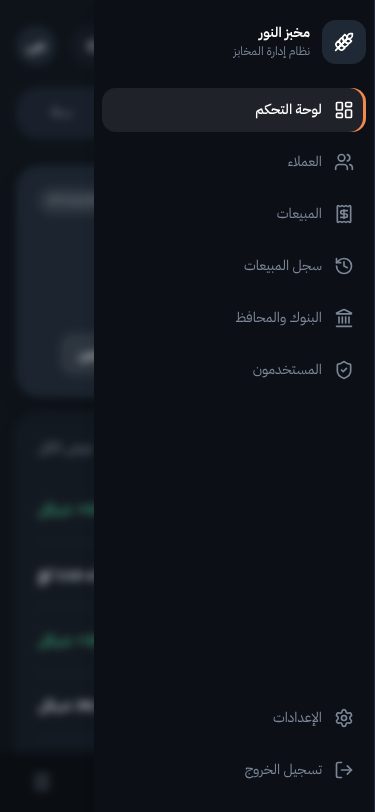 مخبز النور
نظام إدارة المخابز
لوحة التحكم
العملاء
المبيعات
سجل المبيعات
البنوك والمحافظ
المستخدمون
الإعدادات
تسجيل الخروج